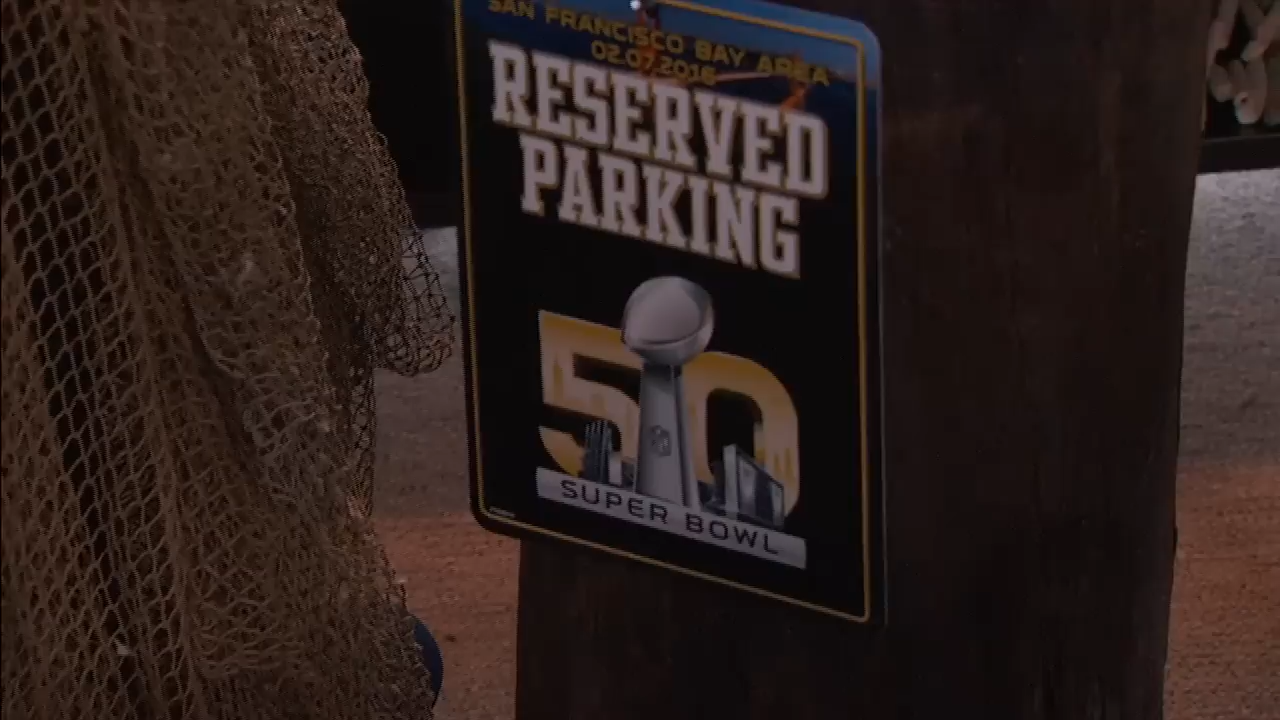 SAN FRANCISCO BAY AREA
02.07.2016
RESERVED
PARKING
50
SUPER BOWL